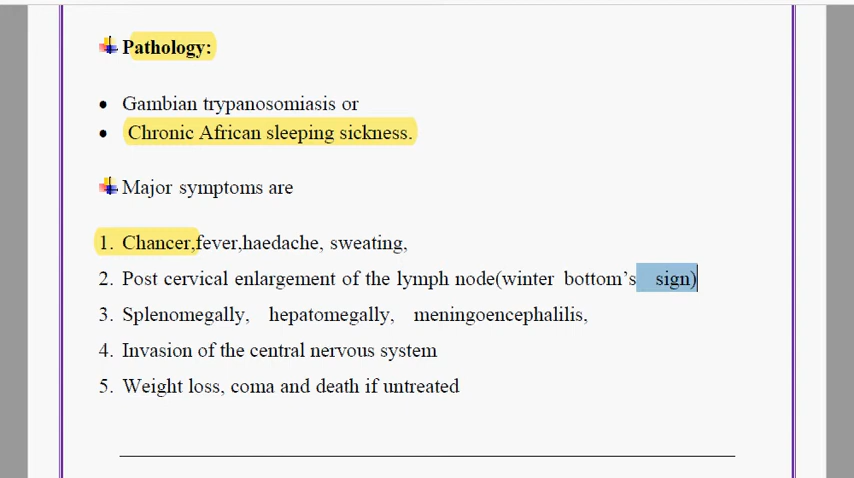 Pathology:
Gambian trypanosomiasis or
Chronic African sleeping sickness.
Major symptoms are
1. Chancer,fever,haedache, sweating,
2. Post cervical enlargement of the lymph node(winter bottom's sign)
3. Splenomegally, hepatomegally, meningoencephalilis,
4. Invasion of the central nervous system
5. Weight loss, coma and death if untreated